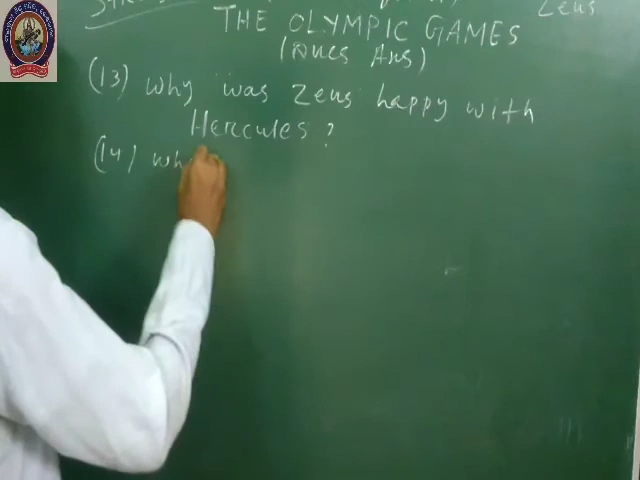 Zeus
THE OLYMPIC GAMES
(Ques Ans)
(13) why was Zeus happy with
Hercules ?
(14) wh